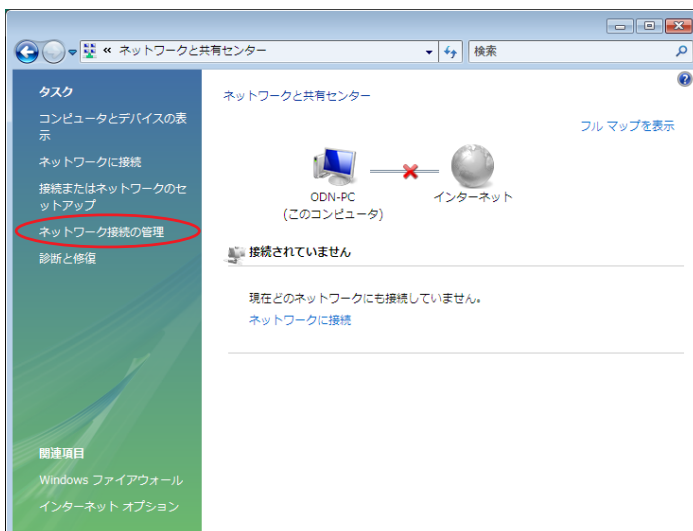 « ネットワークと共有センター
検索
タスク
コンピュータとデバイスの表
示
ネットワークに接続
接続またはネットワークのセ
ットアップ
ネットワーク接続の管理
診断と修復
関連項目
Windows ファイアウォール
インターネット オプション
ネットワークと共有センター
フル マップを表示
ODN-PC
(このコンピュータ)
インターネット
接続されていません
現在どのネットワークにも接続していません。
ネットワークに接続